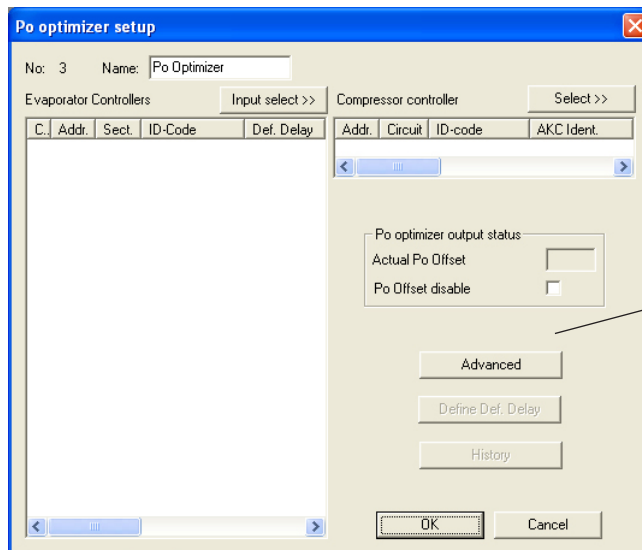 Po optimizer setup
No: 3 Name: Po Optimizer
Evaporator Controllers Input select >> Compressor controller Select >>
C.. Addr. Sect. ID-Code Def. Delay Addr. Circuit ID-code AKC Ident.
Po optimizer output status
Actual Po Offset
Po Offset disable
Advanced
Define Def. Delay
History
OK Cancel